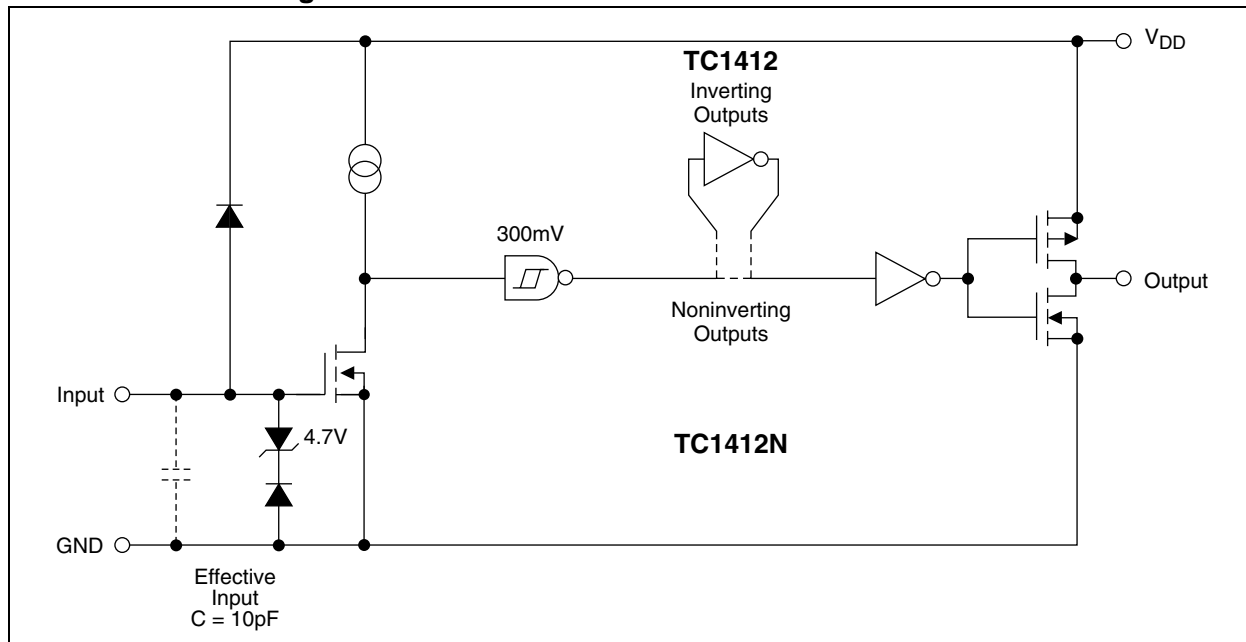 V_DD
TC1412
Inverting
Outputs
300mV
Output
Noninverting
Outputs
Input
4.7V
TC1412N
GND
Effective
Input
C = 10pF